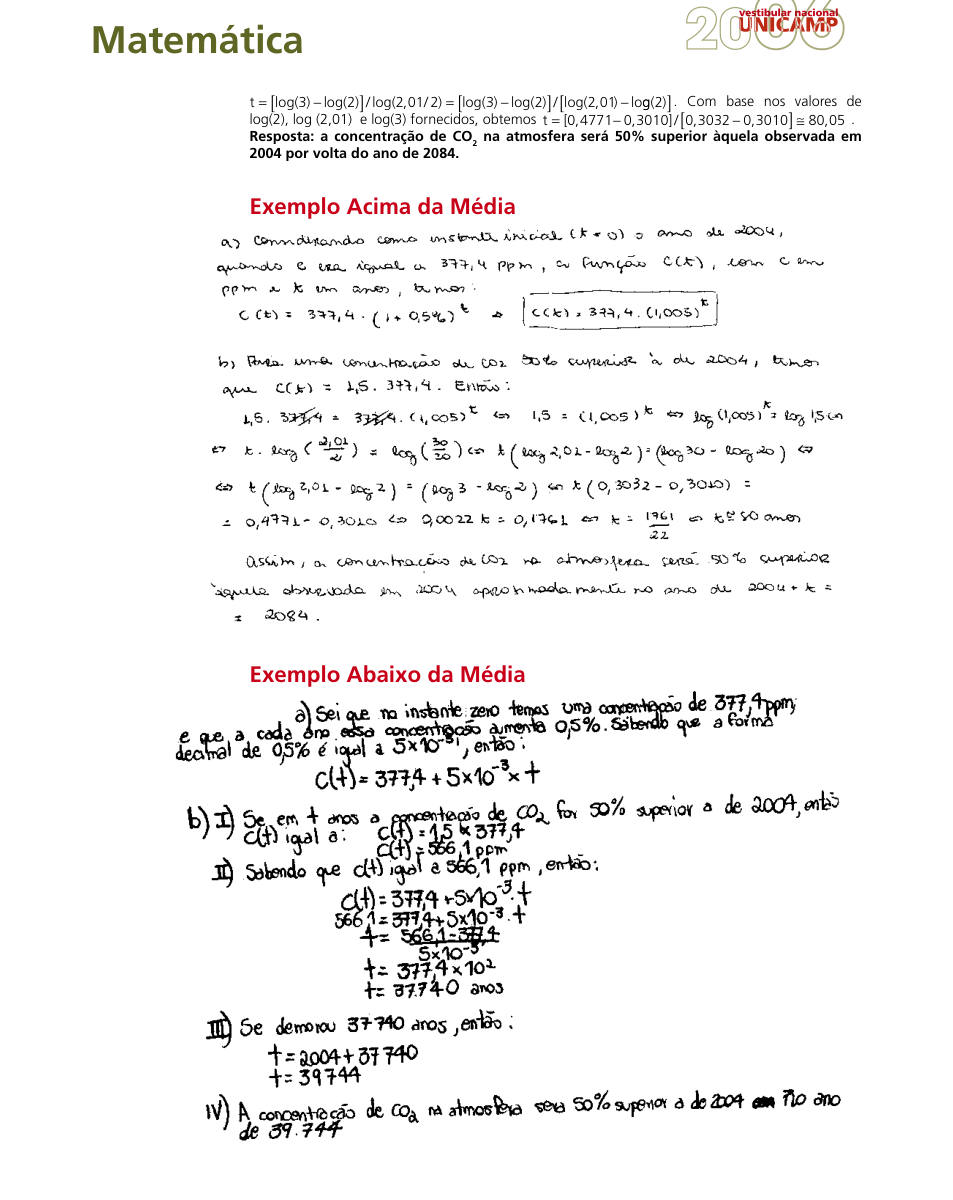 Matemática
vestibular nacional
2006 UNICAMP
t = [log(3) – log(2)]/log(2,01/2) = [log(3) – log(2)]/[log(2,01) – log(2)]. Com base nos valores de
log(2), log (2,01) e log(3) fornecidos, obtemos t = [0,4771– 0,3010]/[0,3032 – 0,3010] ≅ 80,05 .
Resposta: a concentração de CO2 na atmosfera será 50% superior àquela observada em
2004 por volta do ano de 2084.
Exemplo Acima da Média
a) Considerando como instante inicial (t = 0) o ano de 2004,
quando c era igual a 377,4 ppm, a função C(t), com c em
ppm e t em anos, temos:
C(t) = 377,4 . (1 + 0,5%)^t ⇒ C(t) = 377,4 . (1,005)^t
b) Para uma concentração de CO2 50% superior à de 2004, temos
que C(t) = 1,5 . 377,4 . Então:
1,5 . 377,4 = 377,4 . (1,005)^t ⇔ 1,5 = (1,005)^t ⇔ log (1,005)^t = log 1,5 ⇔
⇔ t . log (2,01/2) = log (30/20) ⇔ t (log 2,01 - log 2) = (log 30 - log 20) ⇔
⇔ t (log 2,01 - log 2) = (log 3 - log 2) ⇔ t (0,3032 - 0,3010) =
= 0,4771 - 0,3010 ⇔ 0,0022 t = 0,1761 ⇔ t = 1761/22 ⇔ t ≅ 80 anos
Assim, a concentração de CO2 na atmosfera será 50% superior
àquela observada em 2004 aproximadamente no ano de 2004 + t =
= 2084 .
Exemplo Abaixo da Média
a) Sei que no instante zero temos uma concentração de 377,4 ppm,
e que a cada ano essa concentração aumenta 0,5%. Sabendo que a forma
decimal de 0,5% é igual a 5x10^-3, então:
C(t) = 377,4 + 5x10^-3 x t
b) I) Se em t anos a concentração de CO2 for 50% superior a de 2004, então
C(t) igual a: C(t) = 1,5 x 377,4
C(t) = 566,1 ppm
II) Sabendo que c(t) igual a 566,1 ppm, então:
C(t) = 377,4 + 5x10^-3 . t
566,1 = 377,4 + 5x10^-3 . t
t = 566,1 - 377,4
5x10^-3
t = 377,4 x 10^2
t = 37.740 anos
III) Se demorou 37 740 anos, então:
t = 2004 + 37 740
t = 39744
IV) A concentração de CO2 na atmosfera será 50% superior a de 2004 no ano
de 39.744